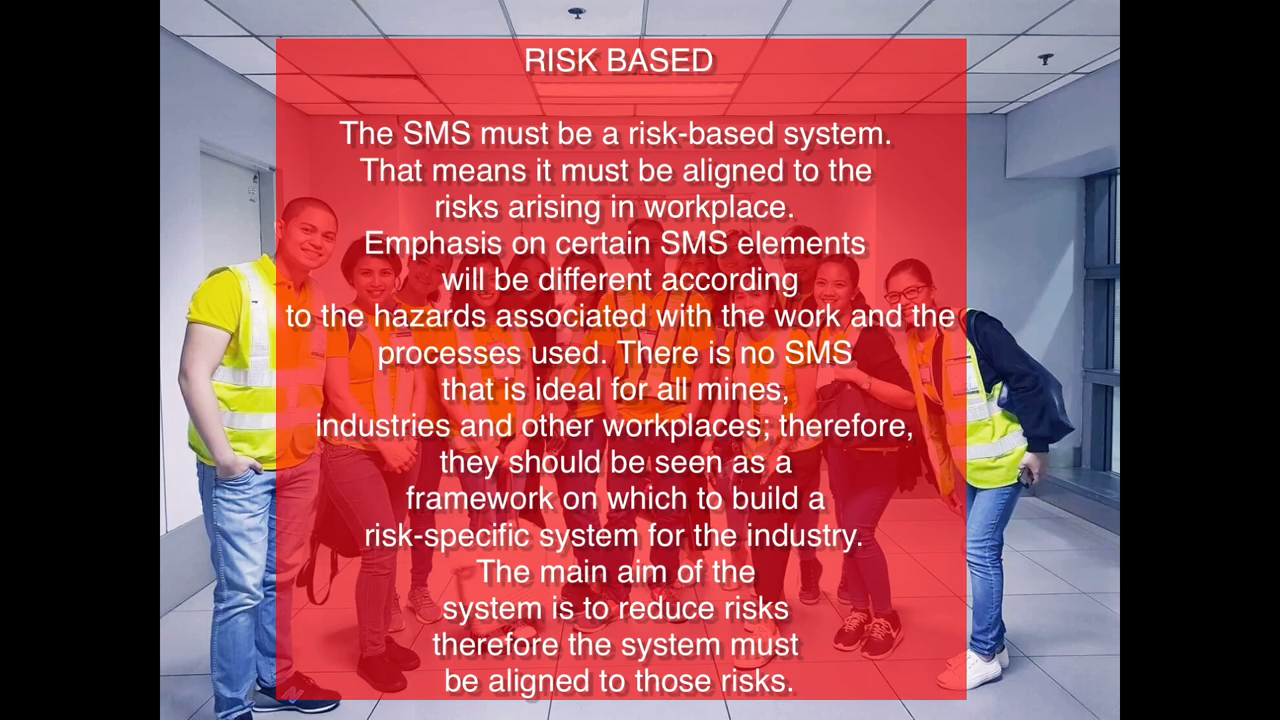 RISK BASED
The SMS must be a risk-based system.
That means it must be aligned to the
risks arising in workplace.
Emphasis on certain SMS elements
will be different according
to the hazards associated with the work and the
processes used. There is no SMS
that is ideal for all mines,
industries and other workplaces; therefore,
they should be seen as a
framework on which to build a
risk-specific system for the industry.
The main aim of the
system is to reduce risks
therefore the system must
be aligned to those risks.